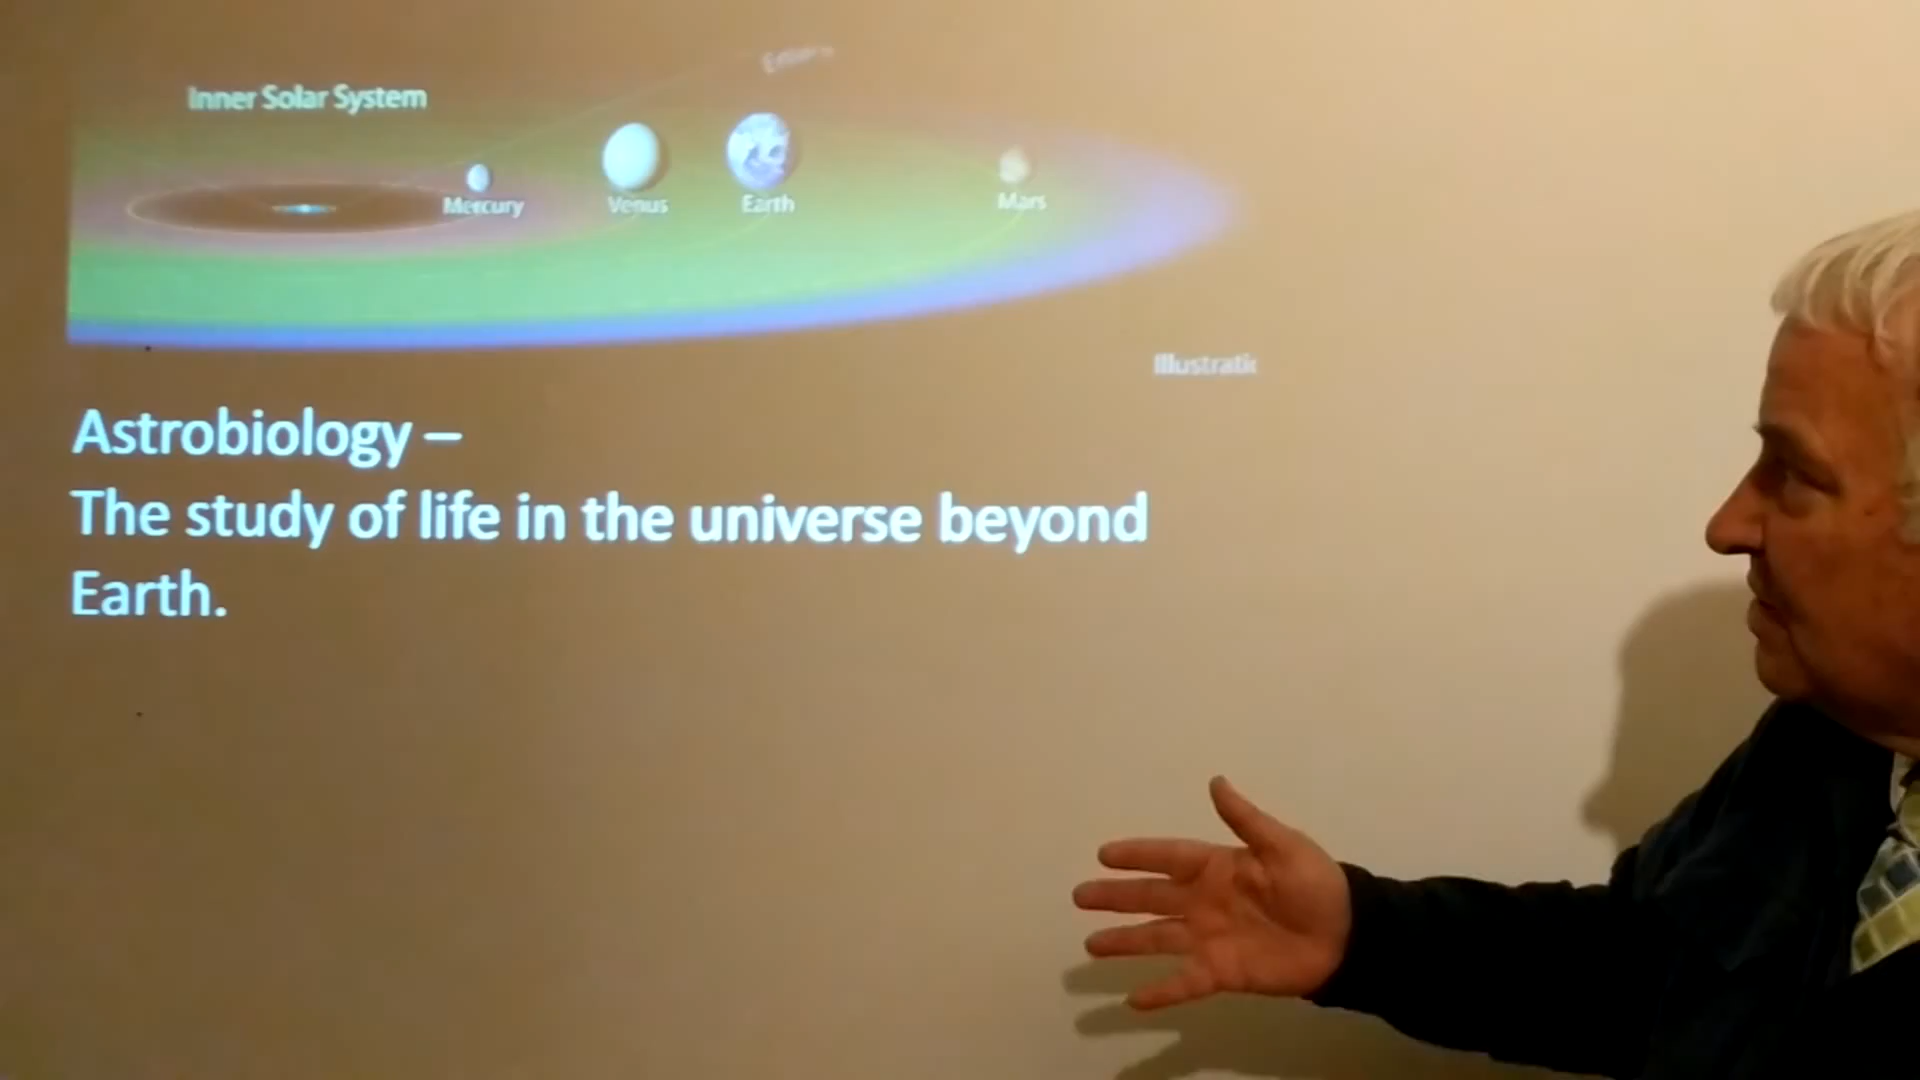 Inner Solar System
Mercury
Venus
Earth
Mars
Astrobiology –
The study of life in the universe beyond
Earth.